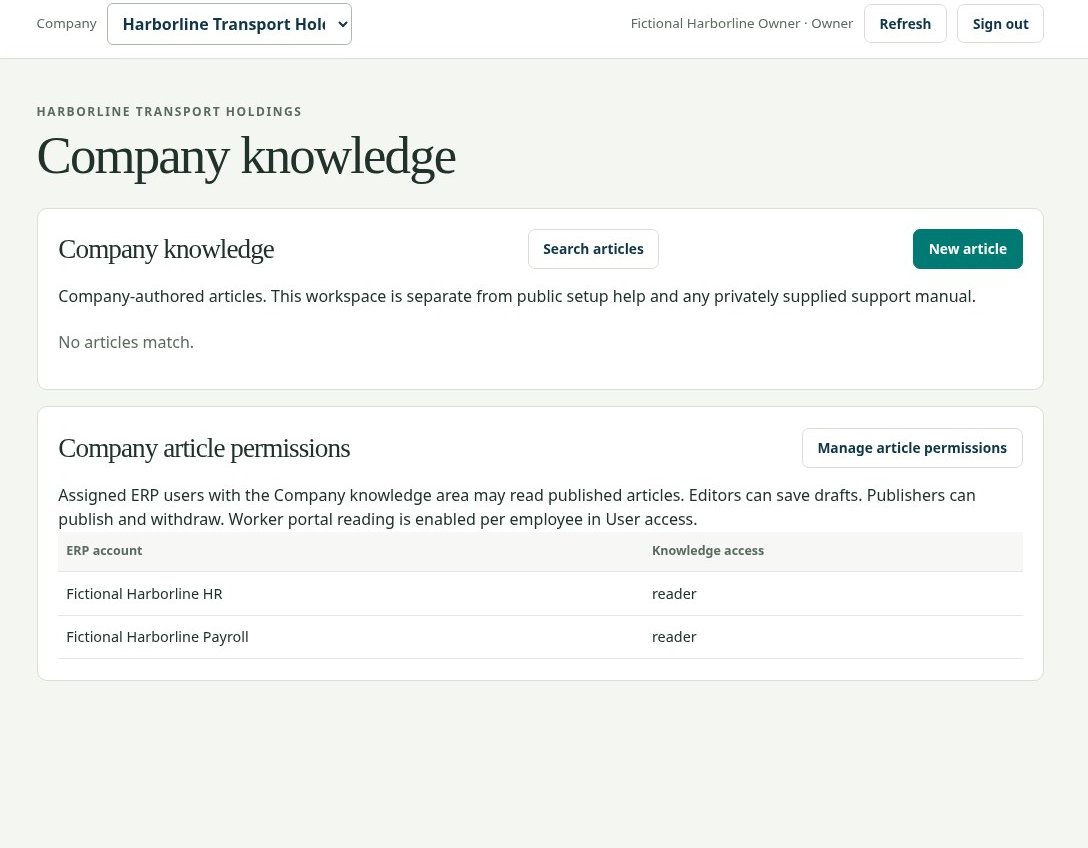 Company
Harborline Transport Hol
Fictional Harborline Owner · Owner
Refresh
Sign out
HARBORLINE TRANSPORT HOLDINGS
Company knowledge
Company knowledge
Search articles
New article
Company-authored articles. This workspace is separate from public setup help and any privately supplied support manual.
No articles match.
Company article permissions
Manage article permissions
Assigned ERP users with the Company knowledge area may read published articles. Editors can save drafts. Publishers can
publish and withdraw. Worker portal reading is enabled per employee in User access.
ERP account
Knowledge access
Fictional Harborline HR
reader
Fictional Harborline Payroll
reader